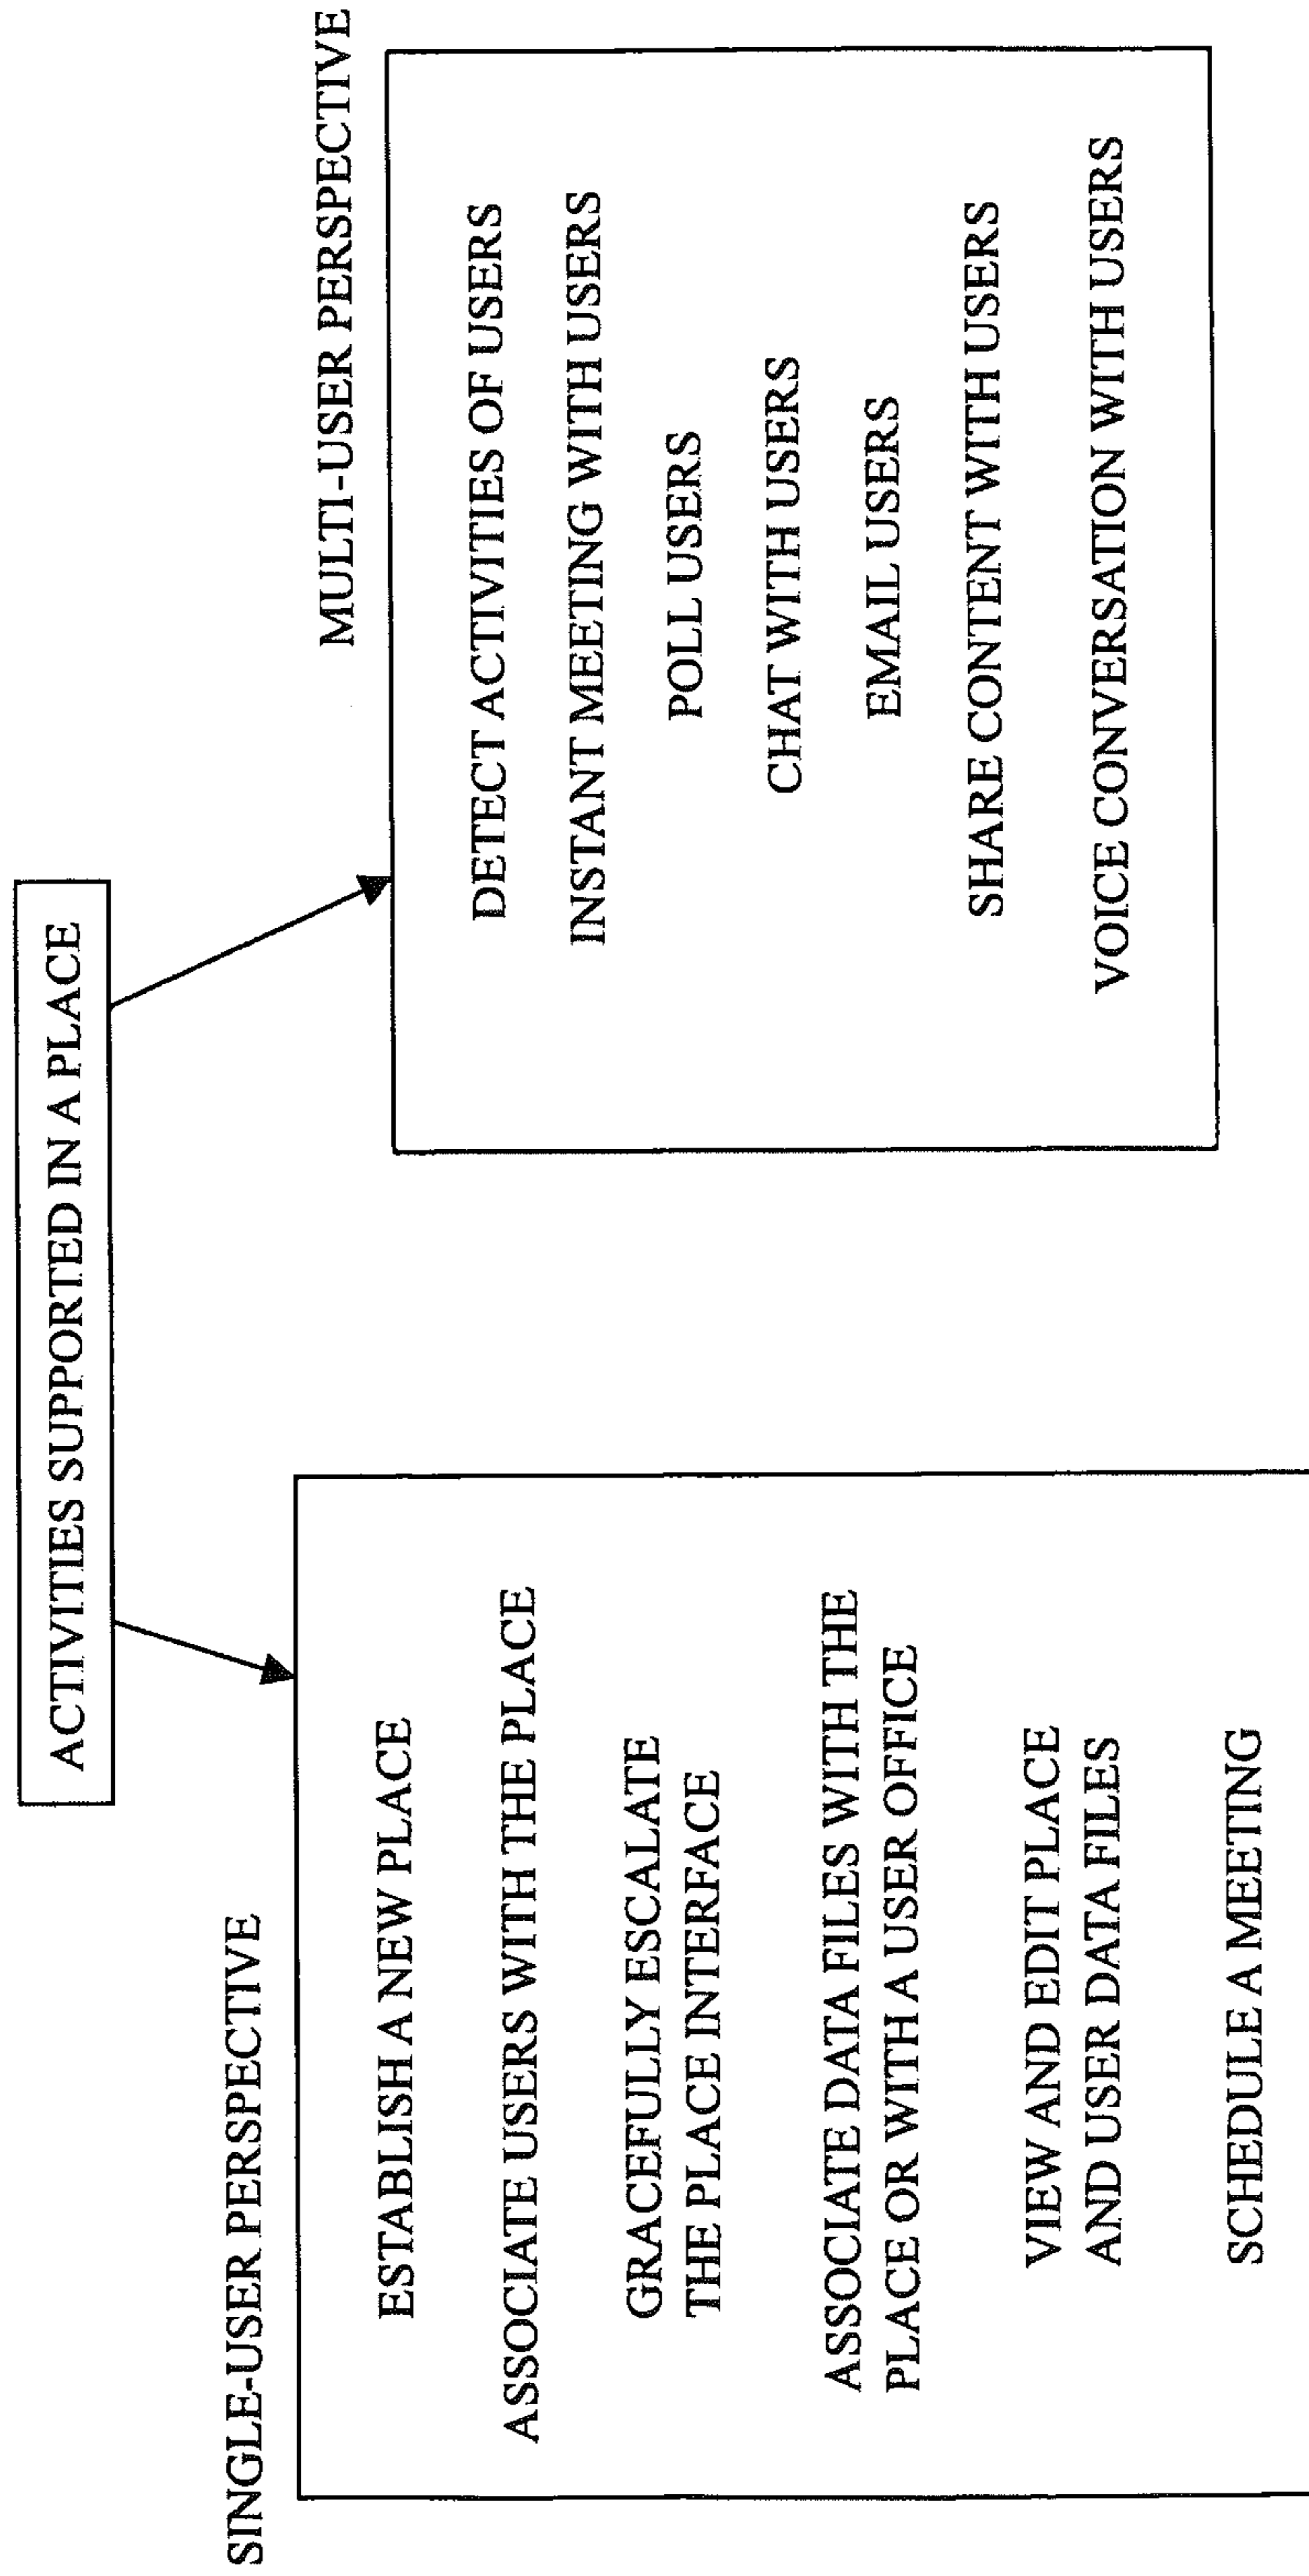 ACTIVITIES SUPPORTED IN A PLACE
SINGLE-USER PERSPECTIVE
ESTABLISH A NEW PLACE
ASSOCIATE USERS WITH THE PLACE
GRACEFULLY ESCALATE
THE PLACE INTERFACE
ASSOCIATE DATA FILES WITH THE
PLACE OR WITH A USER OFFICE
VIEW AND EDIT PLACE
AND USER DATA FILES
SCHEDULE A MEETING
MULTI-USER PERSPECTIVE
DETECT ACTIVITIES OF USERS
INSTANT MEETING WITH USERS
POLL USERS
CHAT WITH USERS
EMAIL USERS
SHARE CONTENT WITH USERS
VOICE CONVERSATION WITH USERS